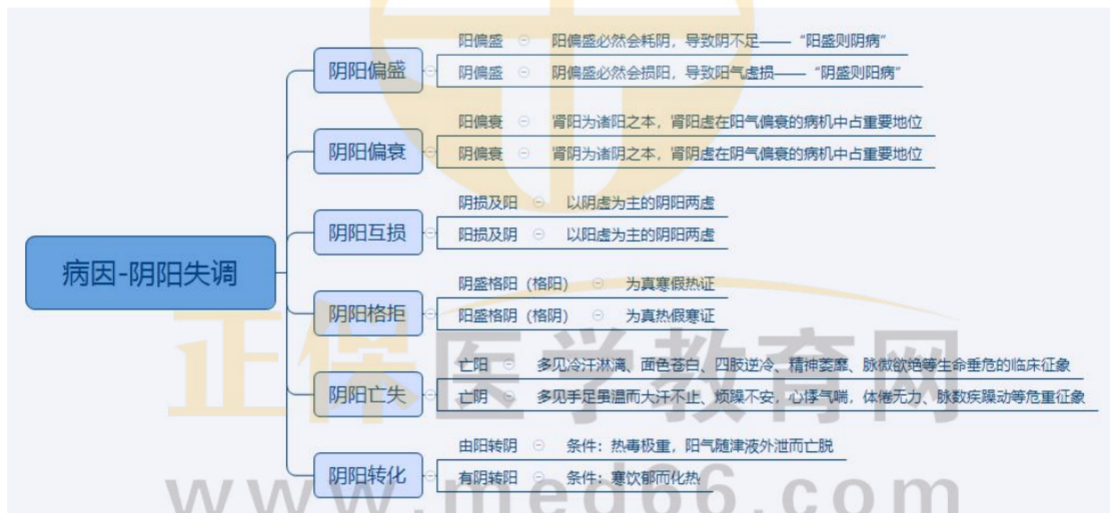 病因-阴阳失调
阴阳偏盛
阳偏盛 阳偏盛必然会耗阴，导致阴不足——“阳盛则阴病”
阴偏盛 阴偏盛必然会损阳，导致阳气虚损——“阴盛则阳病”
阴阳偏衰
阳偏衰 肾阳为诸阳之本，肾阳虚在阳气偏衰的病机中占重要地位
阴偏衰 肾阴为诸阴之本，肾阴虚在阴气偏衰的病机中占重要地位
阴阳互损
阴损及阳 以阴虚为主的阴阳两虚
阳损及阴 以阳虚为主的阴阳两虚
阴阳格拒
阴盛格阳（格阳） 为真寒假热证
阳盛格阴（格阴） 为真热假寒证
阴阳亡失
亡阳 多见冷汗淋漓、面色苍白、四肢逆冷、精神萎靡、脉微欲绝等生命垂危的临床征象
亡阴 多见手足虽温而大汗不止、烦躁不安，心悸气喘，体倦无力、脉数疾躁动等危重征象
阴阳转化
由阳转阴 条件：热毒极重，阳气随津液外泄而亡脱
有阴转阳 条件：寒饮郁而化热
正保医学教育网
www.med66.com